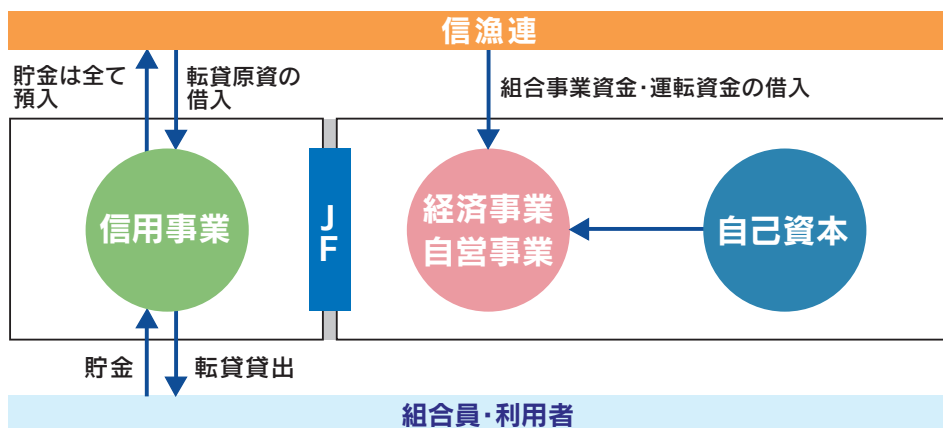 信漁連
貯金は全て
預入
転貸原資の
借入
組合事業資金・運転資金の借入
信用事業
JF
経済事業
自営事業
自己資本
貯金
転貸貸出
組合員・利用者